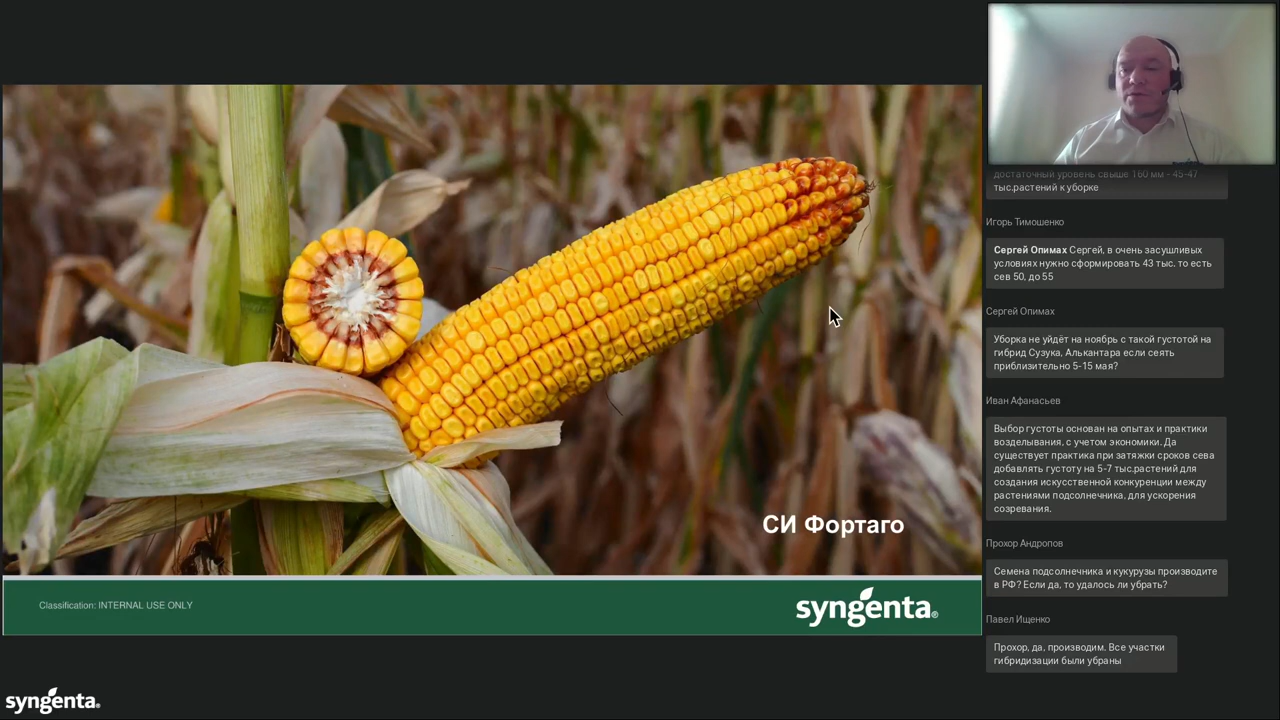 СИ Фортаго
Classification: INTERNAL USE ONLY
syngenta®
syngenta®
достаточный уровень свыше 160 мм - 45-47
тыс.растений к уборке
Игорь Тимошенко
Сергей Опимах Сергей, в очень засушливых
условиях нужно сформировать 43 тыс. то есть
сев 50, до 55
Сергей Опимах
Уборка не уйдёт на ноябрь с такой густотой на
гибрид Сузука, Алькантара если сеять
приблизительно 5-15 мая?
Иван Афанасьев
Выбор густоты основан на опытах и практики
возделывания, с учетом экономики. Да
существует практика при затяжки сроков сева
добавлять густоту на 5-7 тыс.растений для
создания искусственной конкуренции между
растениями подсолнечника, для ускорения
созревания.
Прохор Андропов
Семена подсолнечника и кукурузы производите
в РФ? Если да, то удалось ли убрать?
Павел Ищенко
Прохор, да, производим. Все участки
гибридизации были убраны